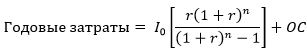 Годовые затраты = I₀ [ r(1 + r)ⁿ / (1 + r)ⁿ − 1 ] + OC